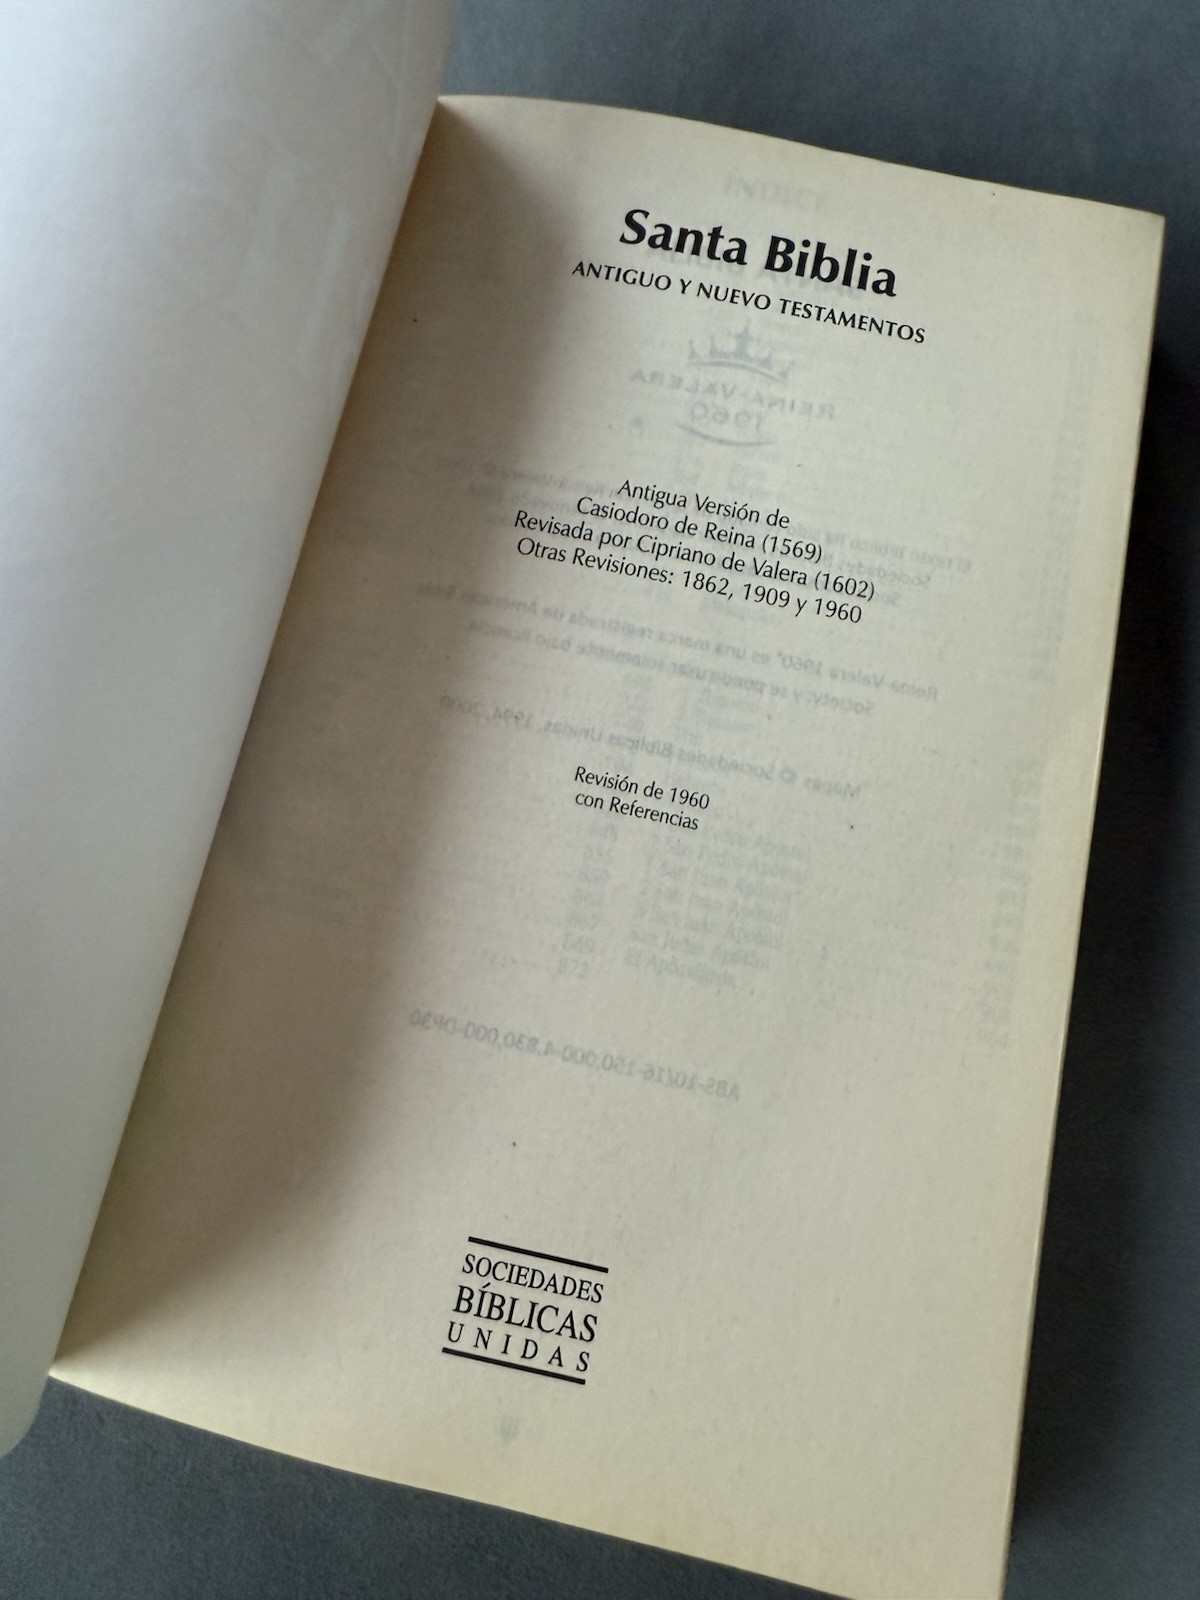 Santa Biblia
ANTIGUO Y NUEVO TESTAMENTOS
Antigua Versión de
Casiodoro de Reina (1569)
Revisada por Cipriano de Valera (1602)
Otras Revisiones: 1862, 1909 y 1960
Revisión de 1960
con Referencias
SOCIEDADES
BÍBLICAS
UNIDAS